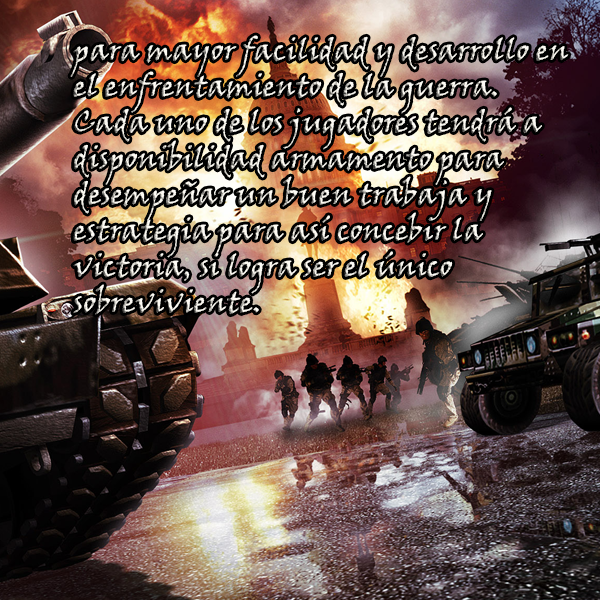 para mayor facilidad y desarrollo en
el enfrentamiento de la guerra.
Cada uno de los jugadores tendrá a
disponibilidad armamento para
desempeñar un buen trabaja y
estrategia para así concebir la
victoria, si logra ser el único
sobreviviente.